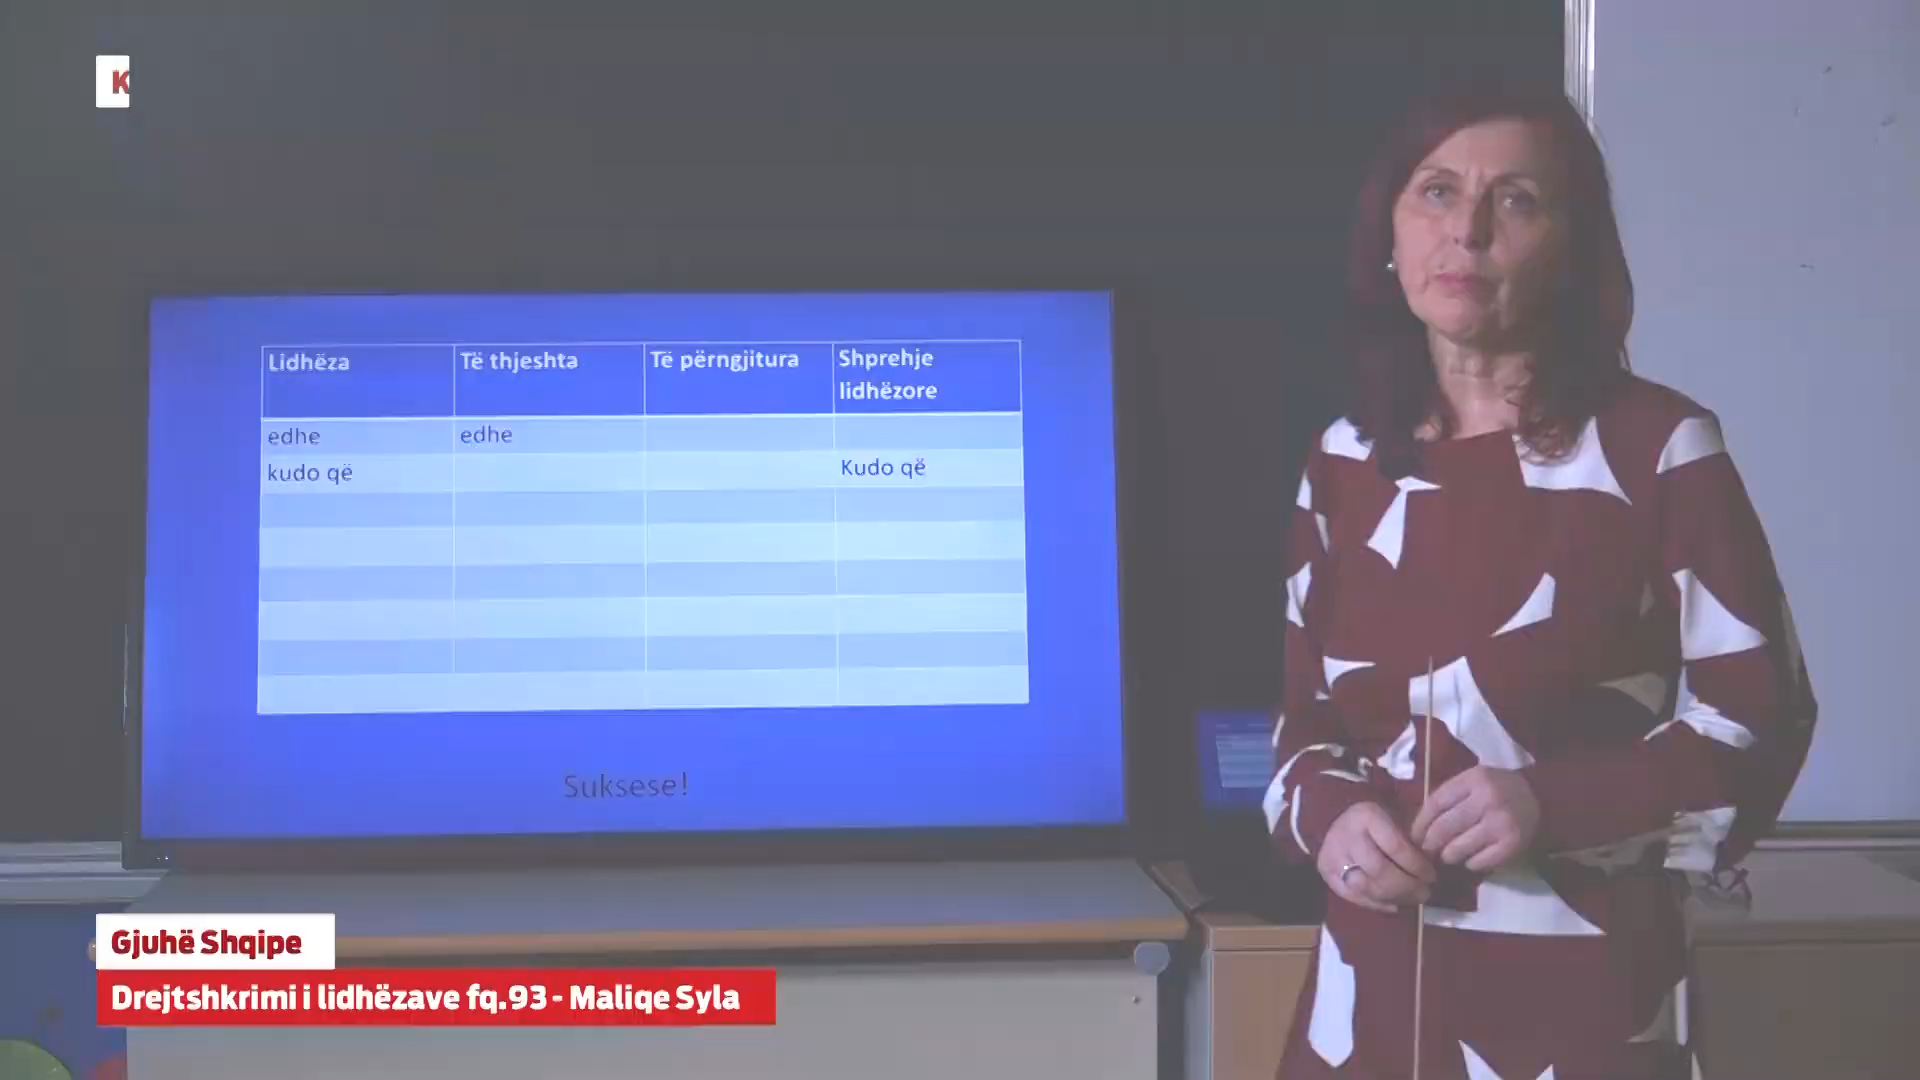 K
Lidhëza Të thjeshta Të përngjitura Shprehje lidhëzore
edhe edhe
kudo që Kudo që
Suksese!
Gjuhë Shqipe
Drejtshkrimi i lidhëzave fq.93 - Maliqe Syla